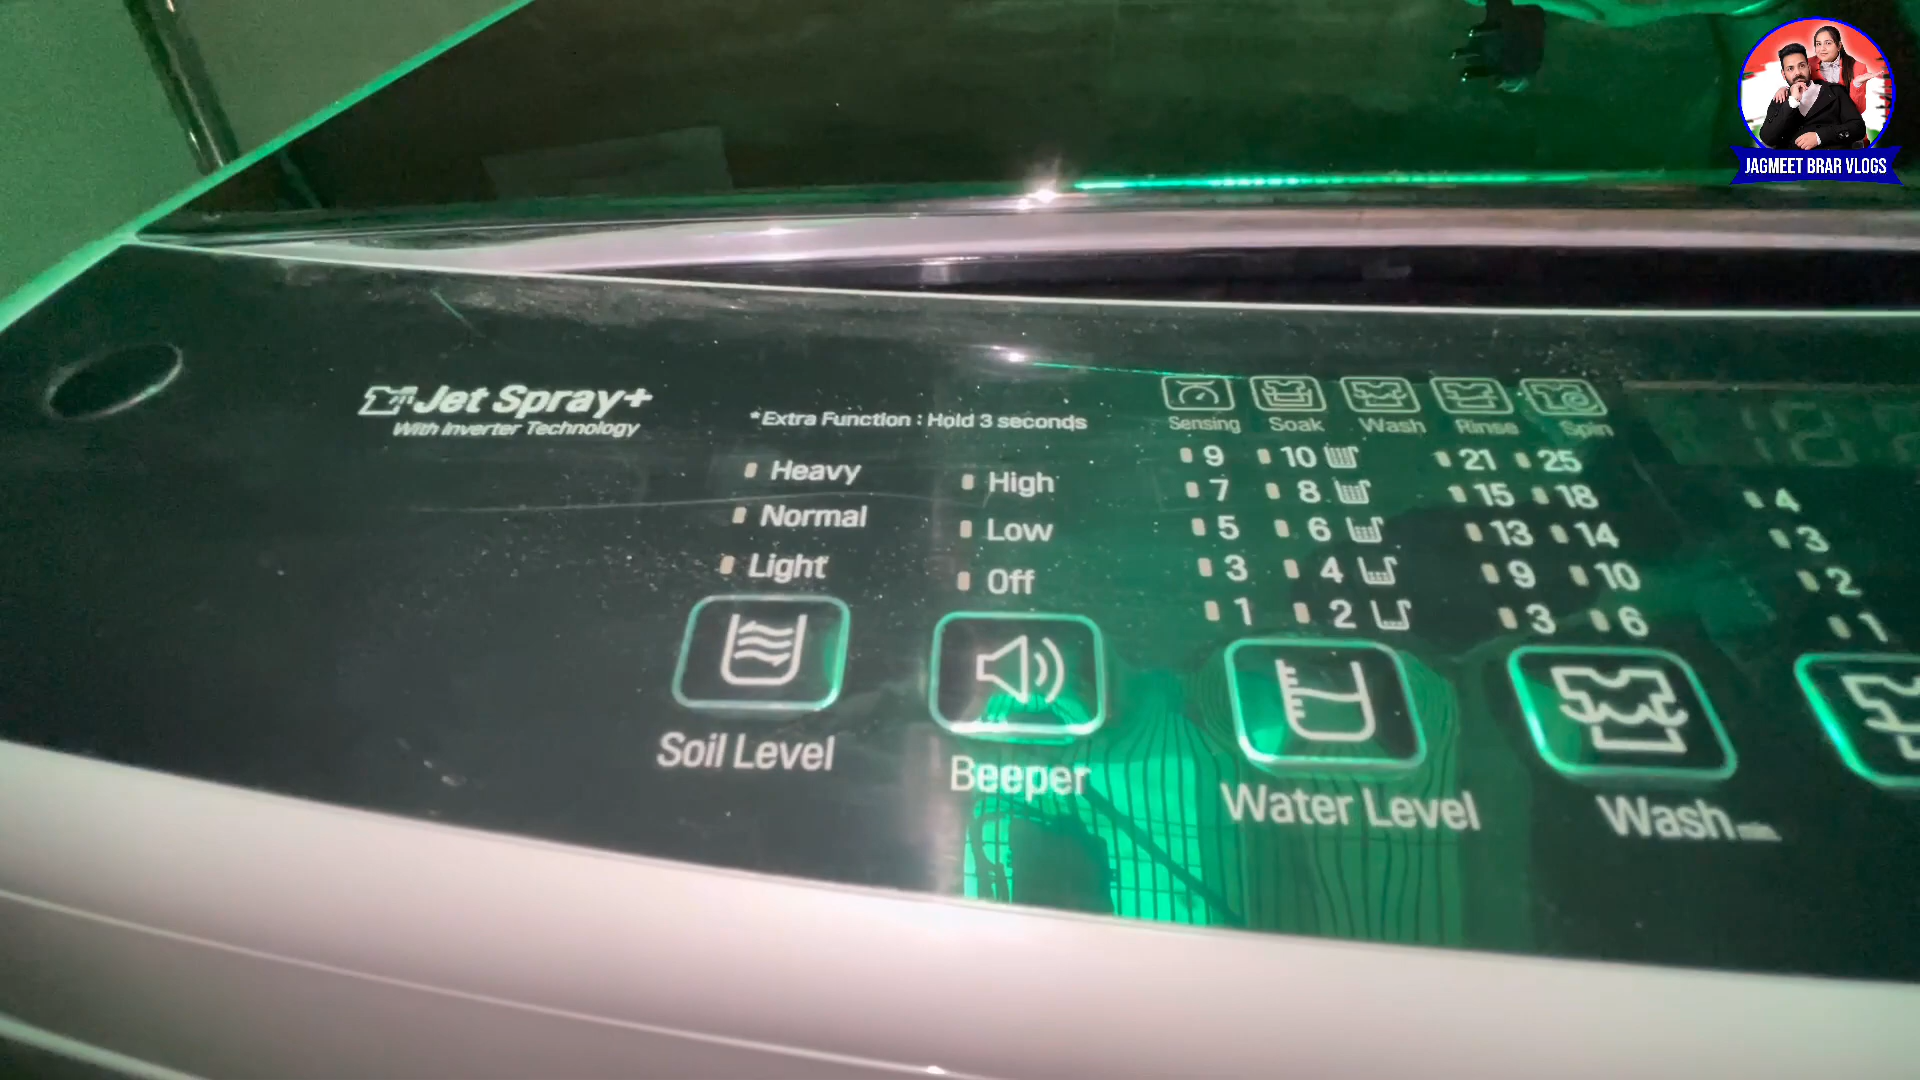 JAGMEET BRAR VLOGS
Jet Spray+
With Inverter Technology
*Extra Function : Hold 3 seconds
Sensing Soak Wash Rinse Spin
Heavy
Normal
Light
High
Low
Off
9 10
7 8
5 6
3 4
1 2
21 25
15 18
13 14
9 10
3 6
4
3
2
1
Soil Level
Beeper
Water Level
Wash